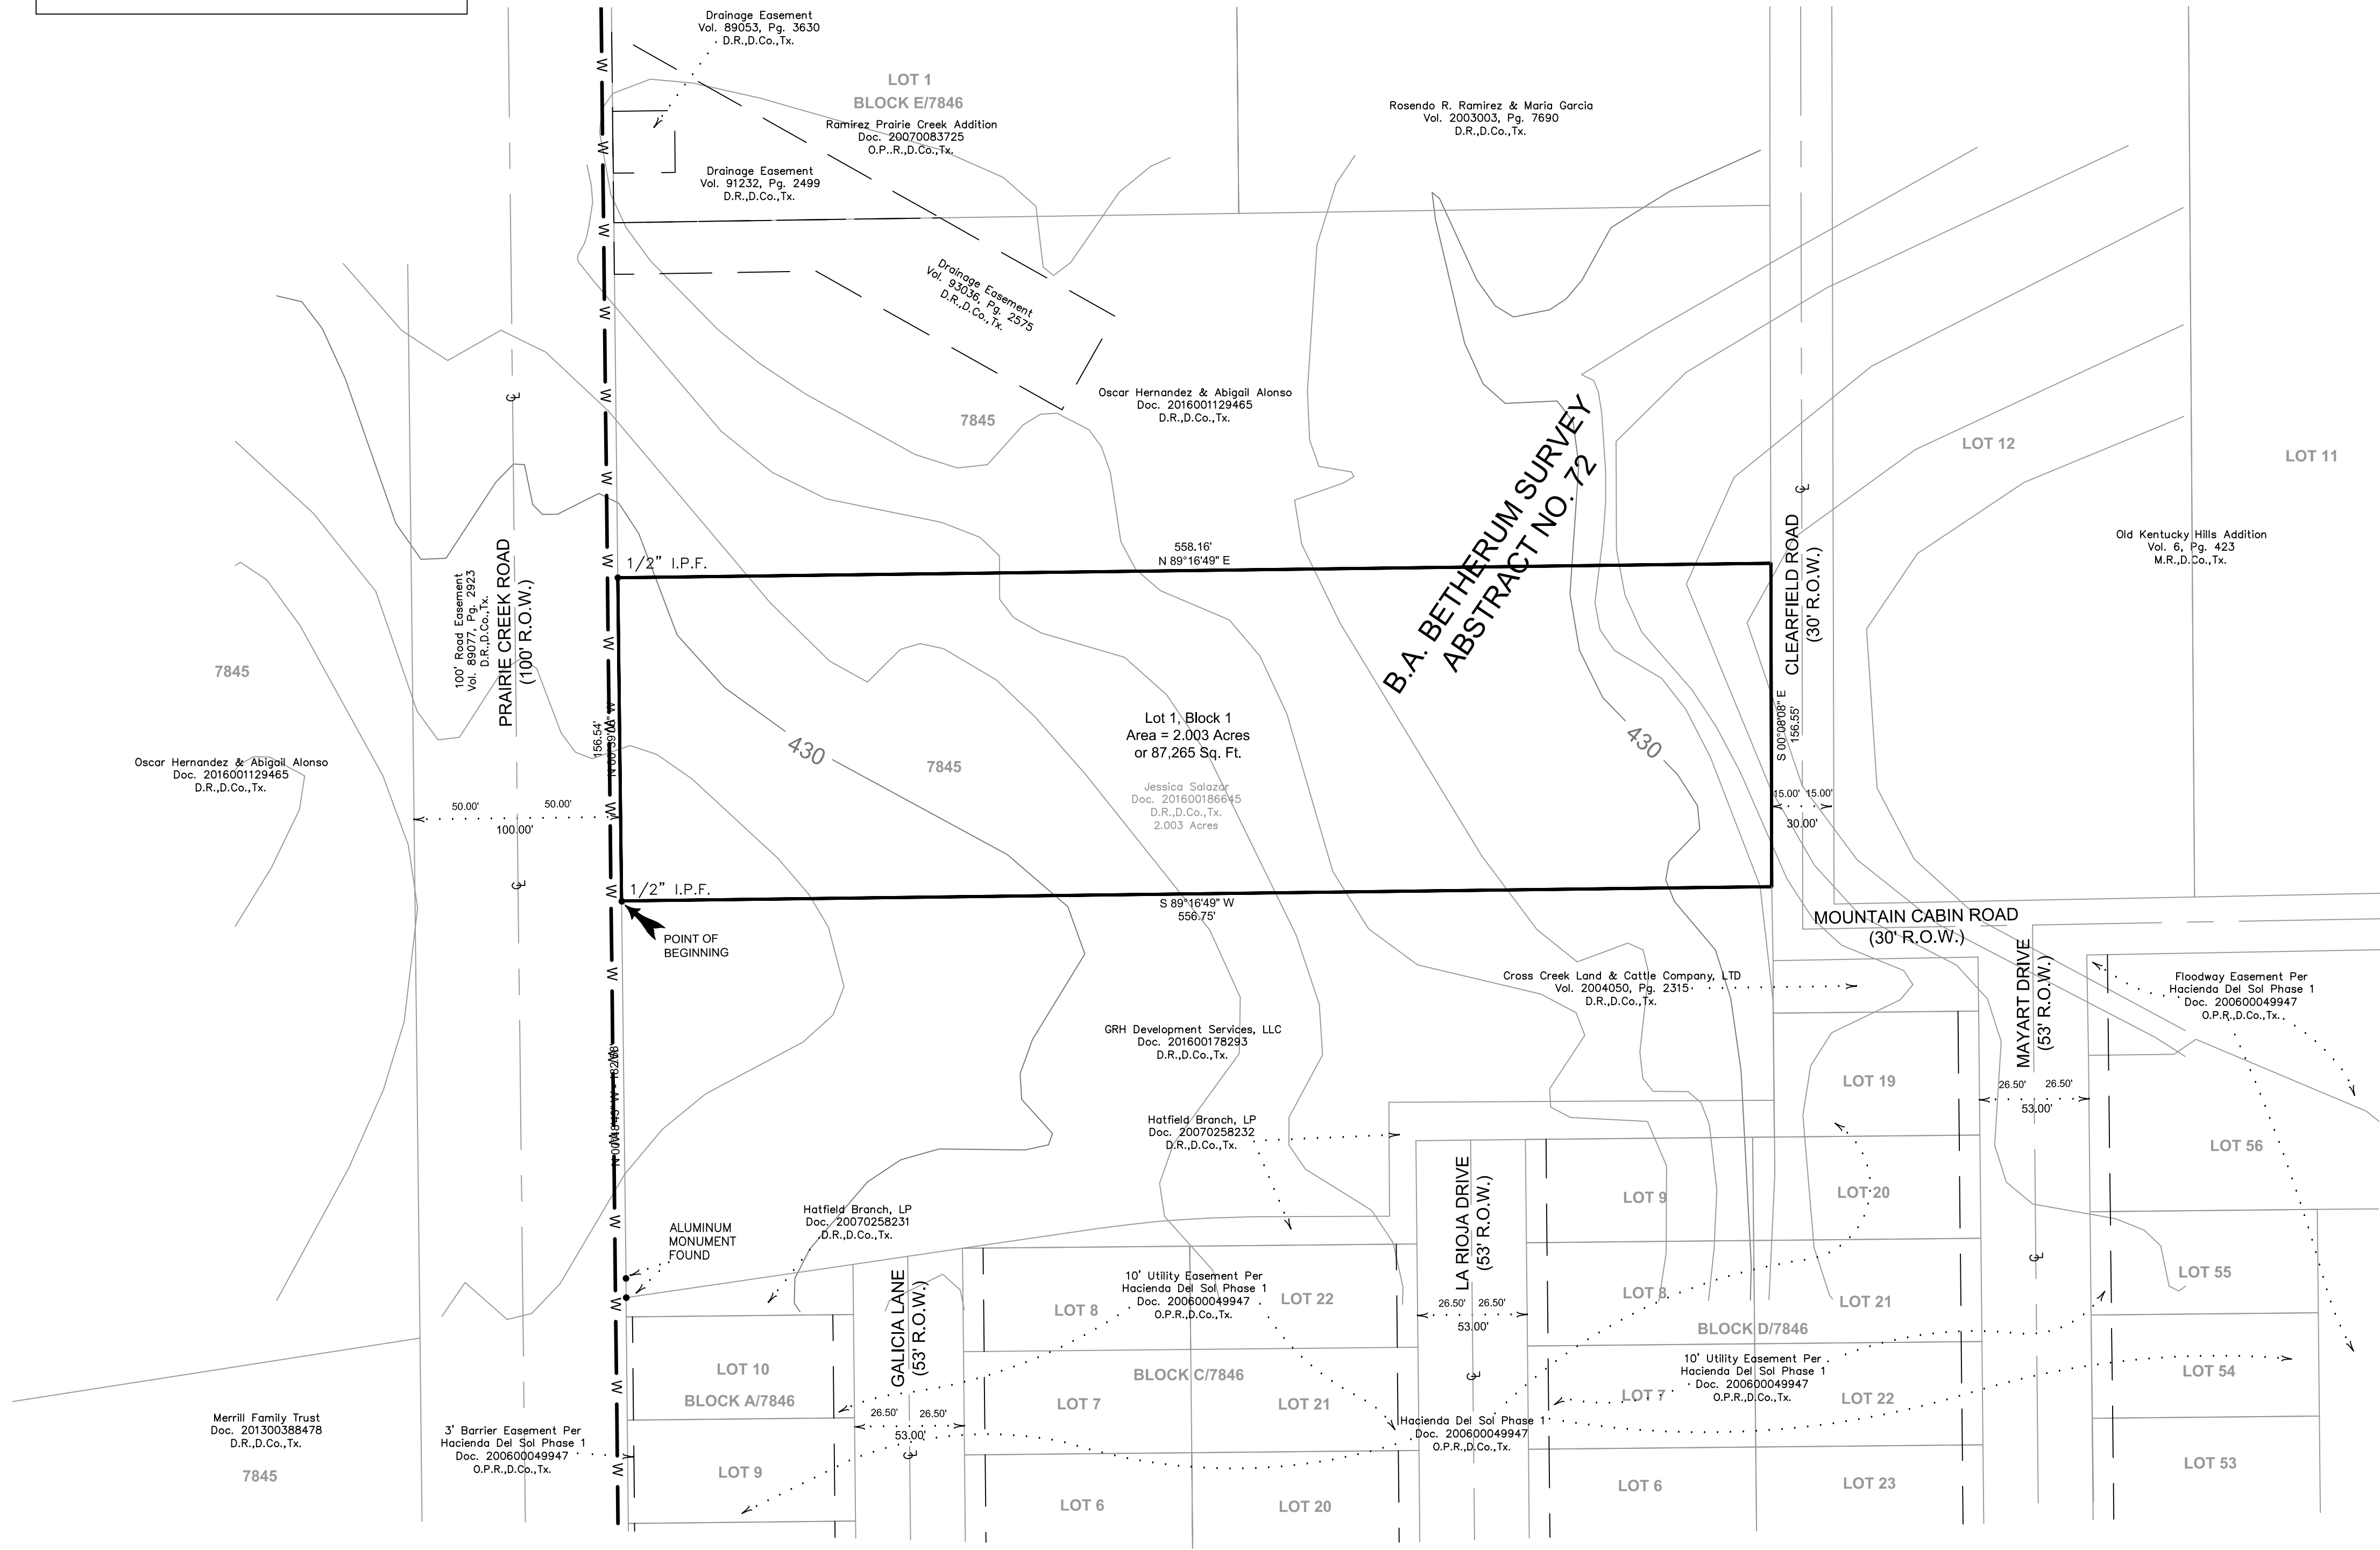 Drainage Easement
Vol. 89053, Pg. 3630
D.R.,D.Co.,Tx.
LOT 1
BLOCK E/7846
Ramirez Prairie Creek Addition
Doc. 20070083725
O.P..R.,D.Co.,Tx.
Rosendo R. Ramirez & Maria Garcia
Vol. 2003003, Pg. 7690
D.R.,D.Co.,Tx.
Drainage Easement
Vol. 91232, Pg. 2499
D.R.,D.Co.,Tx.
Drainage Easement
Vol. 93036, Pg. 2575
D.R.,D.Co.,Tx.
Oscar Hernandez & Abigail Alonso
Doc. 2016001129465
D.R.,D.Co.,Tx.
7845
B.A. BETHERUM SURVEY
ABSTRACT NO. 72
LOT 12
LOT 11
Old Kentucky Hills Addition
Vol. 6, Pg. 423
M.R.,D.Co.,Tx.
CLEARFIELD ROAD
(30' R.O.W.)
100' Road Easement
Vol. 89077, Pg. 2923
D.R.,D.Co.,Tx.
PRAIRIE CREEK ROAD
(100' R.O.W.)
1/2" I.P.F.
558.16'
N 89°16'49" E
7845
Oscar Hernandez & Abigail Alonso
Doc. 2016001129465
D.R.,D.Co.,Tx.
156.54'
430
7845
Lot 1, Block 1
Area = 2.003 Acres
or 87,265 Sq. Ft.
Jessica Salazar
Doc. 201600186645
D.R.,D.Co.,Tx.
2.003 Acres
430
S 00°08'08" E
156.55'
50.00'
50.00'
100.00'
15.00'
15.00'
30.00'
1/2" I.P.F.
S 89°16'49" W
556.75'
POINT OF
BEGINNING
MOUNTAIN CABIN ROAD
(30' R.O.W.)
MAYART DRIVE
(53' R.O.W.)
Cross Creek Land & Cattle Company, LTD
Vol. 2004050, Pg. 2315
D.R.,D.Co.,Tx.
Floodway Easement Per
Hacienda Del Sol Phase 1
Doc. 200600049947
O.P.R.,D.Co.,Tx.
GRH Development Services, LLC
Doc. 201600178293
D.R.,D.Co.,Tx.
LOT 19
26.50'
26.50'
53.00'
LOT 56
Hatfield Branch, LP
Doc. 20070258232
D.R.,D.Co.,Tx.
LOT 9
LOT 20
LA RIOJA DRIVE
(53' R.O.W.)
Hatfield Branch, LP
Doc. 20070258231
D.R.,D.Co.,Tx.
ALUMINUM
MONUMENT
FOUND
GALICIA LANE
(53' R.O.W.)
10' Utility Easement Per
Hacienda Del Sol Phase 1
Doc. 200600049947
O.P.R.,D.Co.,Tx.
LOT 8
LOT 22
26.50'
26.50'
53.00'
LOT 8
LOT 21
LOT 55
BLOCK D/7846
10' Utility Easement Per
Hacienda Del Sol Phase 1
Doc. 200600049947
O.P.R.,D.Co.,Tx.
LOT 10
BLOCK A/7846
BLOCK C/7846
LOT 7
LOT 21
LOT 7
LOT 22
LOT 54
26.50'
26.50'
53.00'
Hacienda Del Sol Phase 1
Doc. 200600049947
O.P.R.,D.Co.,Tx.
Merrill Family Trust
Doc. 201300388478
D.R.,D.Co.,Tx.
7845
3' Barrier Easement Per
Hacienda Del Sol Phase 1
Doc. 200600049947
O.P.R.,D.Co.,Tx.
LOT 9
LOT 6
LOT 20
LOT 6
LOT 23
LOT 53